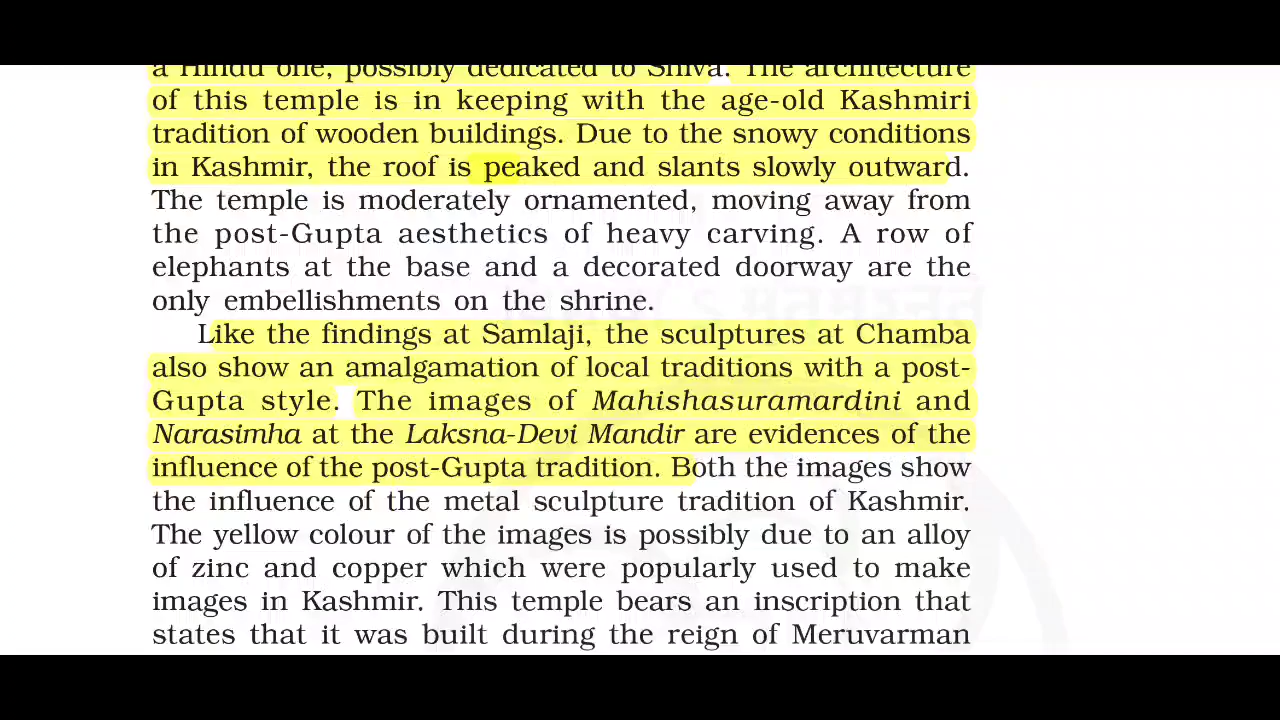 a Hindu one, possibly dedicated to Shiva. The architecture
of this temple is in keeping with the age-old Kashmiri
tradition of wooden buildings. Due to the snowy conditions
in Kashmir, the roof is peaked and slants slowly outward.
The temple is moderately ornamented, moving away from
the post-Gupta aesthetics of heavy carving. A row of
elephants at the base and a decorated doorway are the
only embellishments on the shrine.
Like the findings at Samlaji, the sculptures at Chamba
also show an amalgamation of local traditions with a post-
Gupta style. The images of Mahishasuramardini and
Narasimha at the Laksna-Devi Mandir are evidences of the
influence of the post-Gupta tradition. Both the images show
the influence of the metal sculpture tradition of Kashmir.
The yellow colour of the images is possibly due to an alloy
of zinc and copper which were popularly used to make
images in Kashmir. This temple bears an inscription that
states that it was built during the reign of Meruvarman